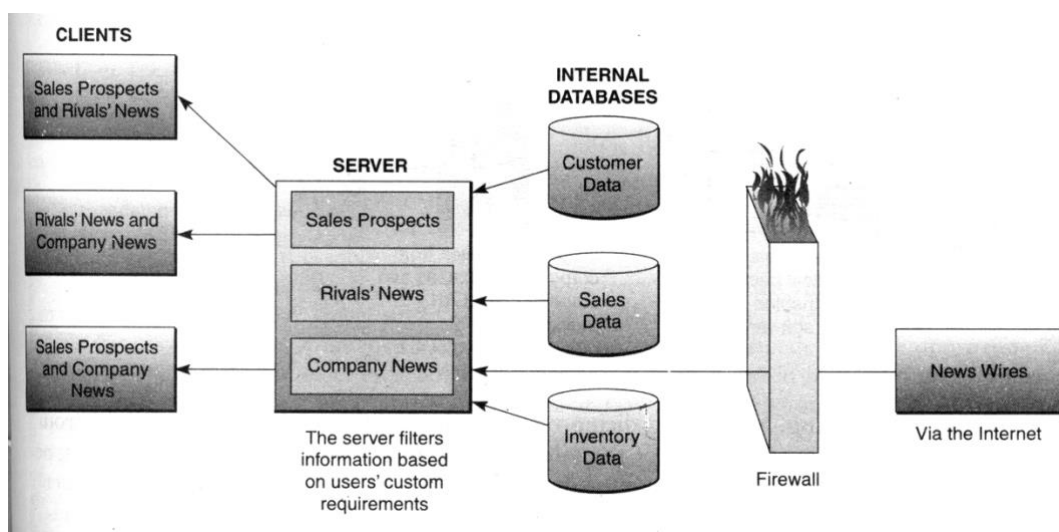 CLIENTS
Sales Prospects
and Rivals' News
Rivals' News and
Company News
Sales Prospects
and Company
News
SERVER
Sales Prospects
Rivals' News
Company News
The server filters
information based
on users' custom
requirements
INTERNAL
DATABASES
Customer
Data
Sales
Data
Inventory
Data
Firewall
News Wires
Via the Internet